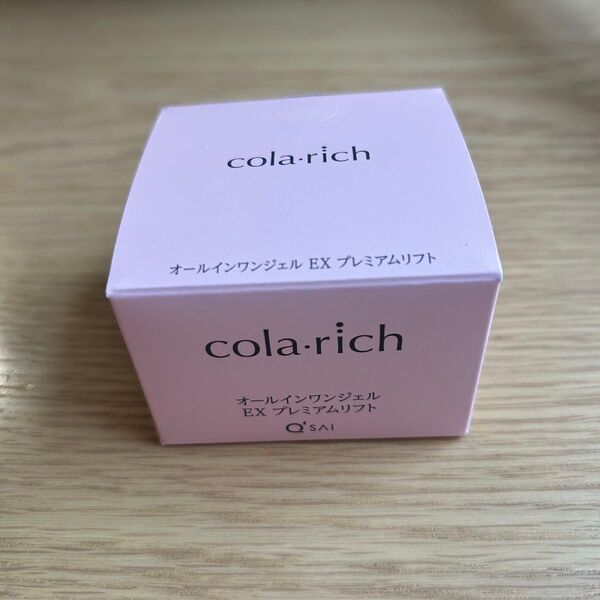 cola·rich
オールインワンジェル EX プレミアムリフト
cola·rich
オールインワンジェル
EX プレミアムリフト
Q'SAI